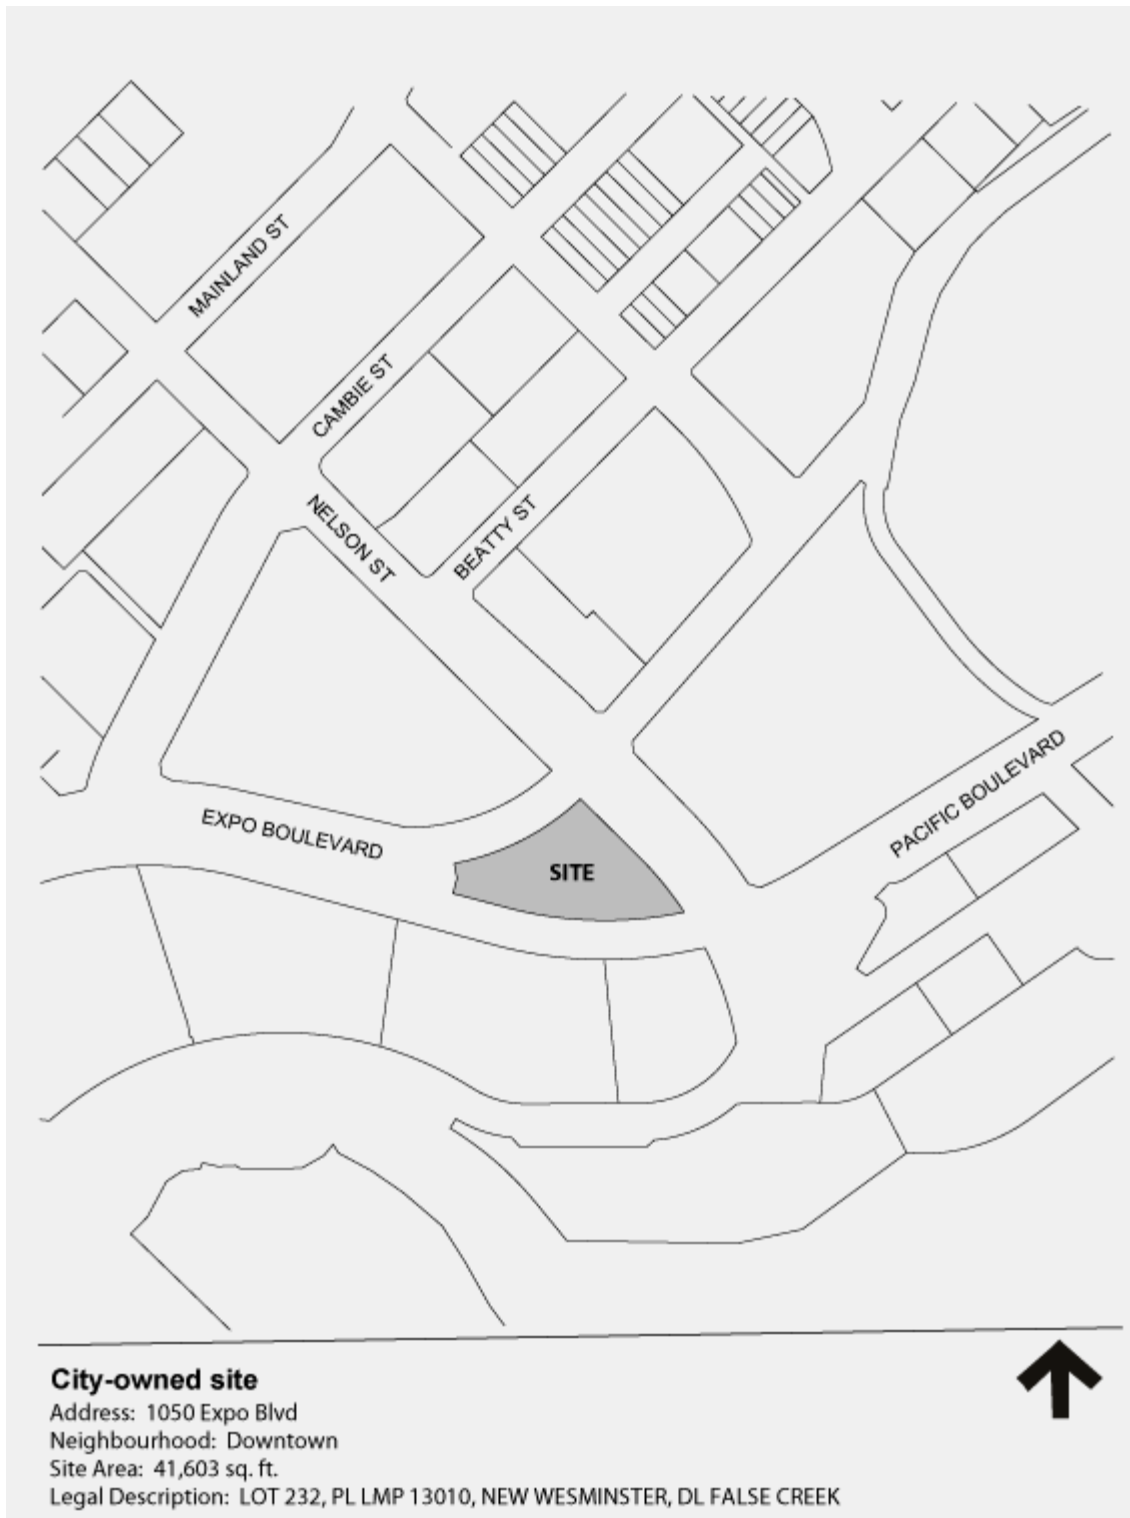 MAINLAND ST
CAMBIE ST
NELSON ST
BEATTY ST
PACIFIC BOULEVARD
EXPO BOULEVARD
SITE
City-owned site
Address: 1050 Expo Blvd
Neighbourhood: Downtown
Site Area: 41,603 sq. ft.
Legal Description: LOT 232, PL LMP 13010, NEW WESMINSTER, DL FALSE CREEK